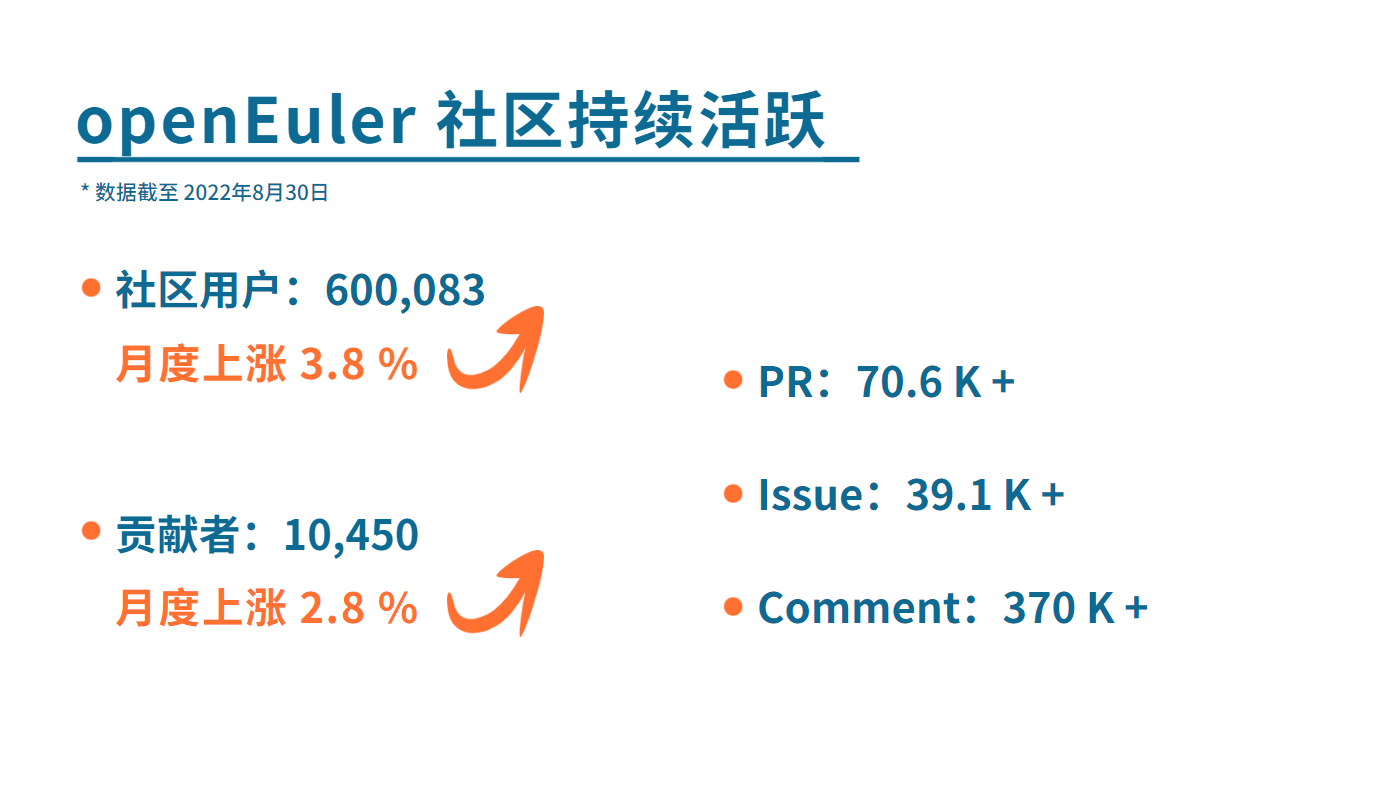 openEuler 社区持续活跃
* 数据截至 2022年8月30日
社区用户：600,083
月度上涨 3.8 %
贡献者：10,450
月度上涨 2.8 %
PR：70.6 K +
Issue：39.1 K +
Comment：370 K +